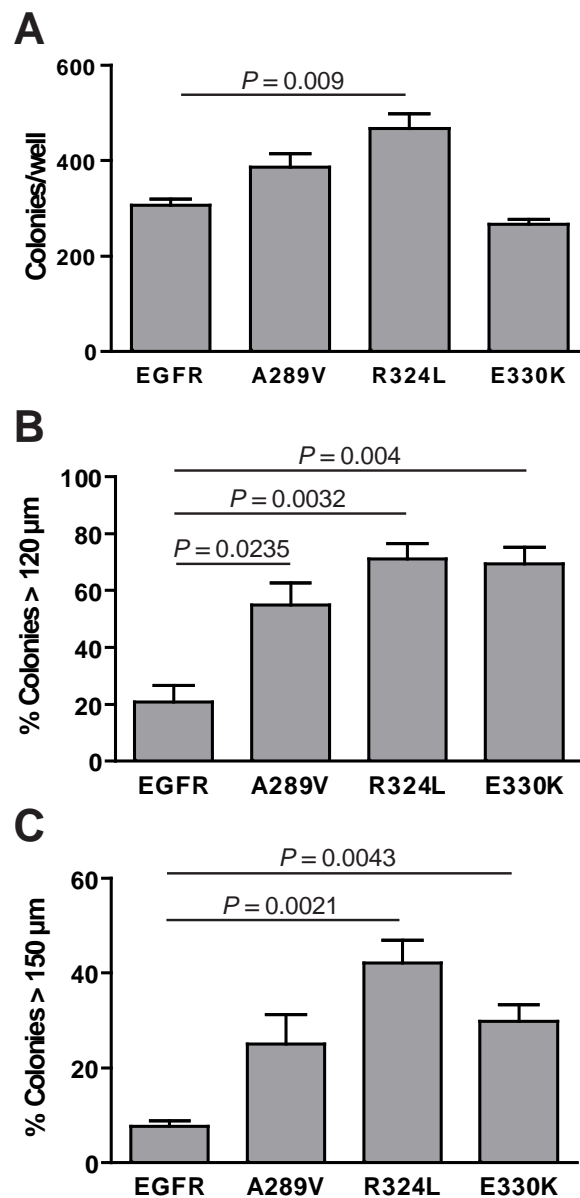 A
Colonies/well
600
400
200
0
P = 0.009
EGFR A289V R324L E330K
B
% Colonies > 120 µm
100
80
60
40
20
0
P = 0.004
P = 0.0032
P = 0.0235
EGFR A289V R324L E330K
C
% Colonies > 150 µm
60
40
20
0
P = 0.0043
P = 0.0021
EGFR A289V R324L E330K